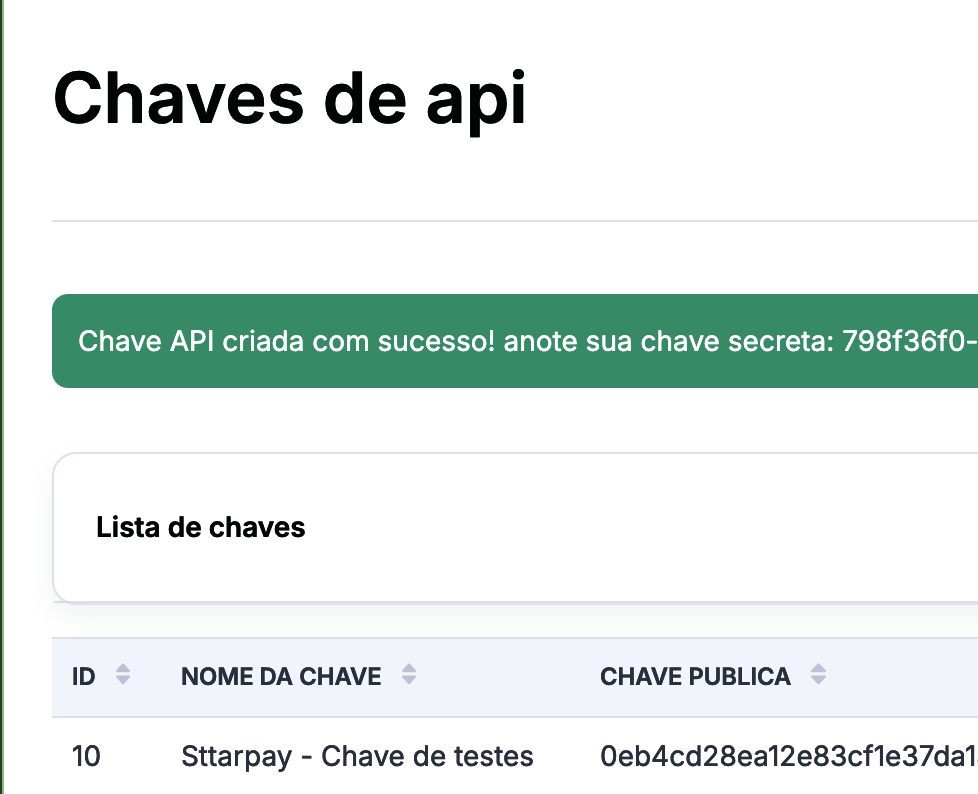 Chaves de api
Chave API criada com sucesso! anote sua chave secreta: 798f36f0-
Lista de chaves
ID NOME DA CHAVE CHAVE PUBLICA
10 Sttarpay - Chave de testes 0eb4cd28ea12e83cf1e37da1